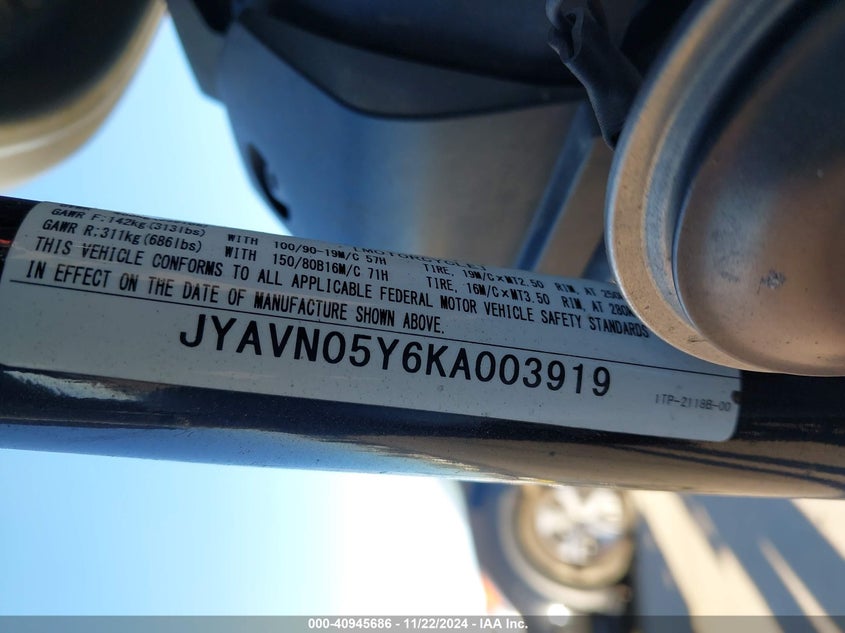 GAWR F:142kg(313lbs) WITH 100/90-19M/C 57H TIRE, 19M/C×MT2.50 RIM, AT 250
GAWR R:311kg(686lbs) WITH 150/80B16M/C 71H TIRE, 16M/C×MT3.50 RIM, AT 280
THIS VEHICLE CONFORMS TO ALL APPLICABLE FEDERAL MOTOR VEHICLE SAFETY STANDARDS
IN EFFECT ON THE DATE OF MANUFACTURE SHOWN ABOVE.
JYAVN05Y6KA003919
1TP-2118B-00
000-40945686 - 11/22/2024 - IAA Inc.